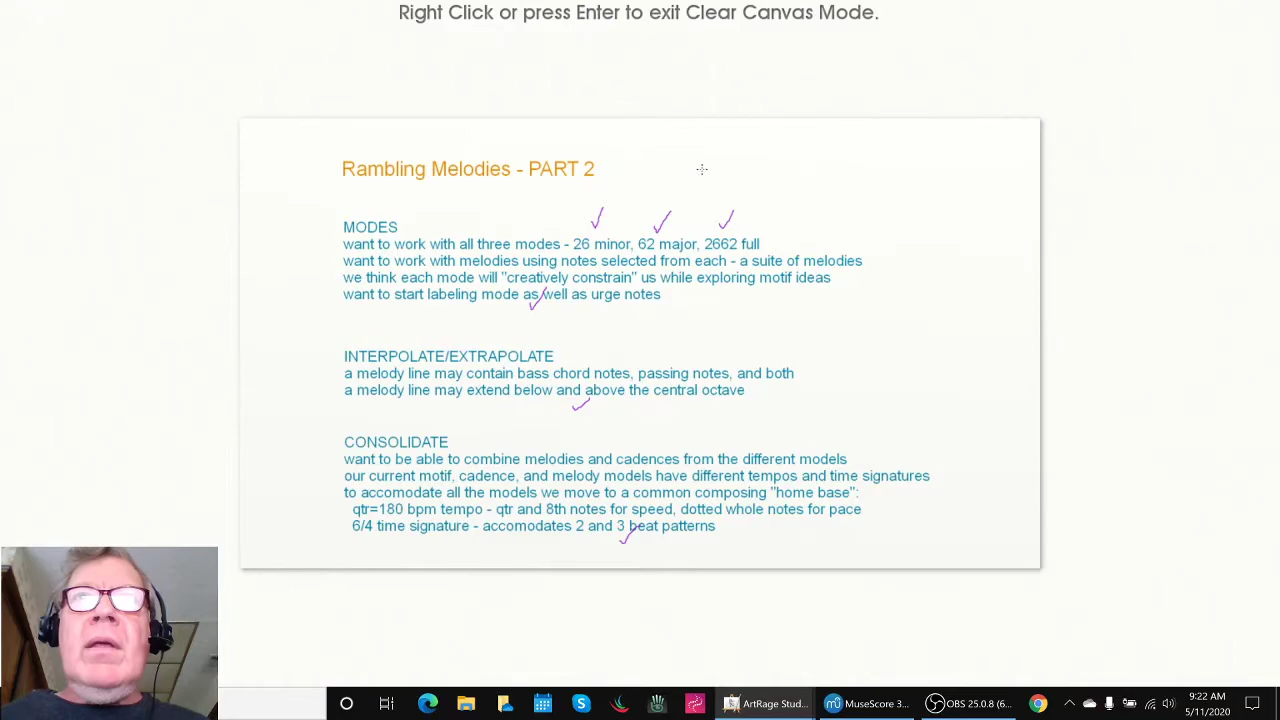 Right Click or press Enter to exit Clear Canvas Mode.
Rambling Melodies - PART 2
MODES
want to work with all three modes - 26 minor, 62 major, 2662 full
want to work with melodies using notes selected from each - a suite of melodies
we think each mode will "creatively constrain" us while exploring motif ideas
want to start labeling mode as well as urge notes
INTERPOLATE/EXTRAPOLATE
a melody line may contain bass chord notes, passing notes, and both
a melody line may extend below and above the central octave
CONSOLIDATE
want to be able to combine melodies and cadences from the different models
our current motif, cadence, and melody models have different tempos and time signatures
to accomodate all the models we move to a common composing "home base":
qtr=180 bpm tempo - qtr and 8th notes for speed, dotted whole notes for pace
6/4 time signature - accomodates 2 and 3 beat patterns
ArtRage Stud...
MuseScore 3...
OBS 25.0.8 (6...
9:22 AM
5/11/2020